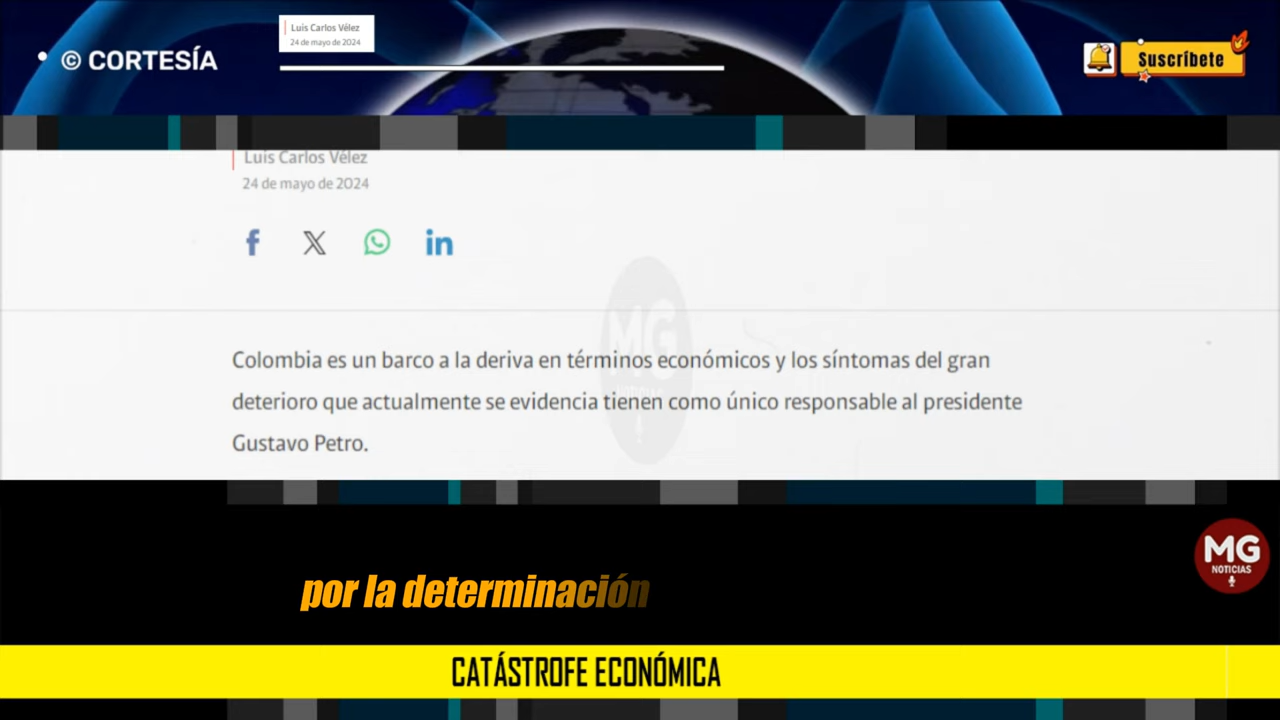 Luis Carlos Vélez
24 de mayo de 2024
© CORTESÍA
Suscríbete
Luis Carlos Vélez
24 de mayo de 2024
Colombia es un barco a la deriva en términos económicos y los síntomas del gran
deterioro que actualmente se evidencia tienen como único responsable al presidente
Gustavo Petro.
MG
NOTICIAS
MG
NOTICIAS
por la determinación
CATÁSTROFE ECONÓMICA